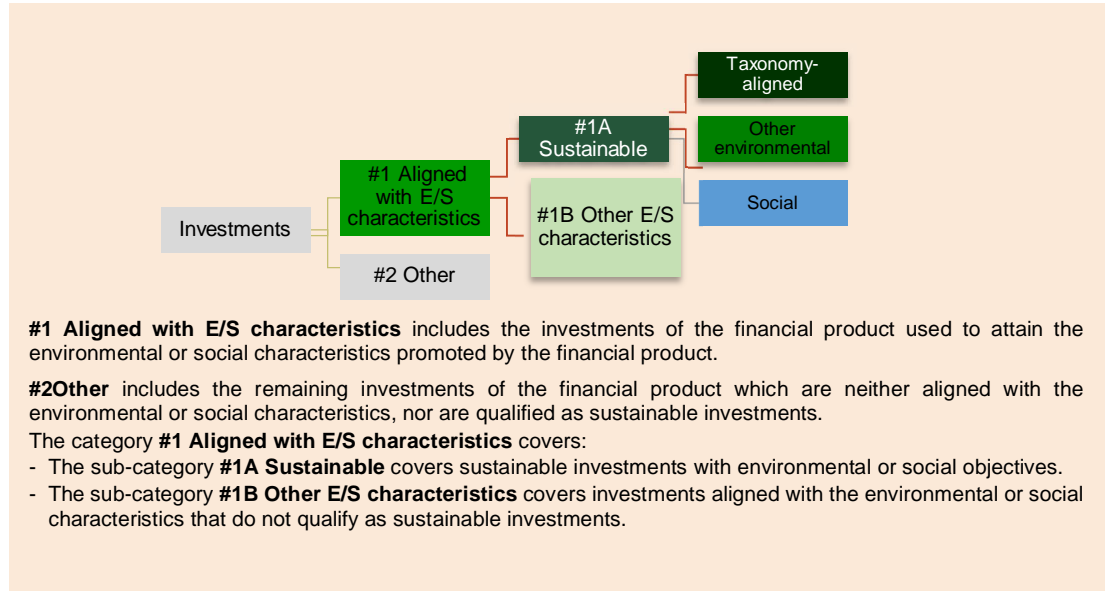 Taxonomy-
aligned
#1A
Sustainable
Other
environmental
#1 Aligned
with E/S
characteristics
#1B Other E/S
characteristics
Social
Investments
#2 Other
#1 Aligned with E/S characteristics includes the investments of the financial product used to attain the
environmental or social characteristics promoted by the financial product.
#2Other includes the remaining investments of the financial product which are neither aligned with the
environmental or social characteristics, nor are qualified as sustainable investments.
The category #1 Aligned with E/S characteristics covers:
- The sub-category #1A Sustainable covers sustainable investments with environmental or social objectives.
- The sub-category #1B Other E/S characteristics covers investments aligned with the environmental or social
characteristics that do not qualify as sustainable investments.